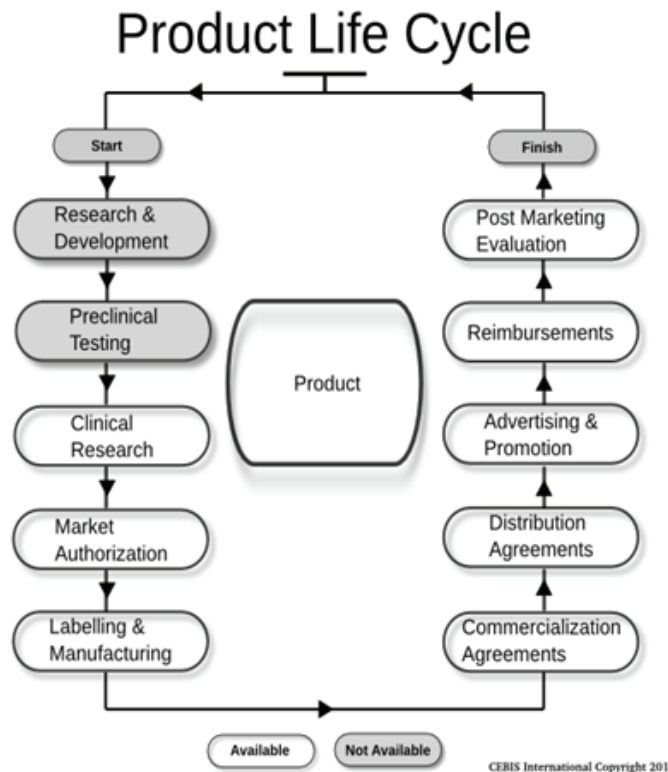 Product Life Cycle
Start
Research &
Development
Preclinical
Testing
Clinical
Research
Market
Authorization
Labelling &
Manufacturing
Product
Finish
Post Marketing
Evaluation
Reimbursements
Advertising &
Promotion
Distribution
Agreements
Commercialization
Agreements
Available
Not Available
CEBIS International Copyright